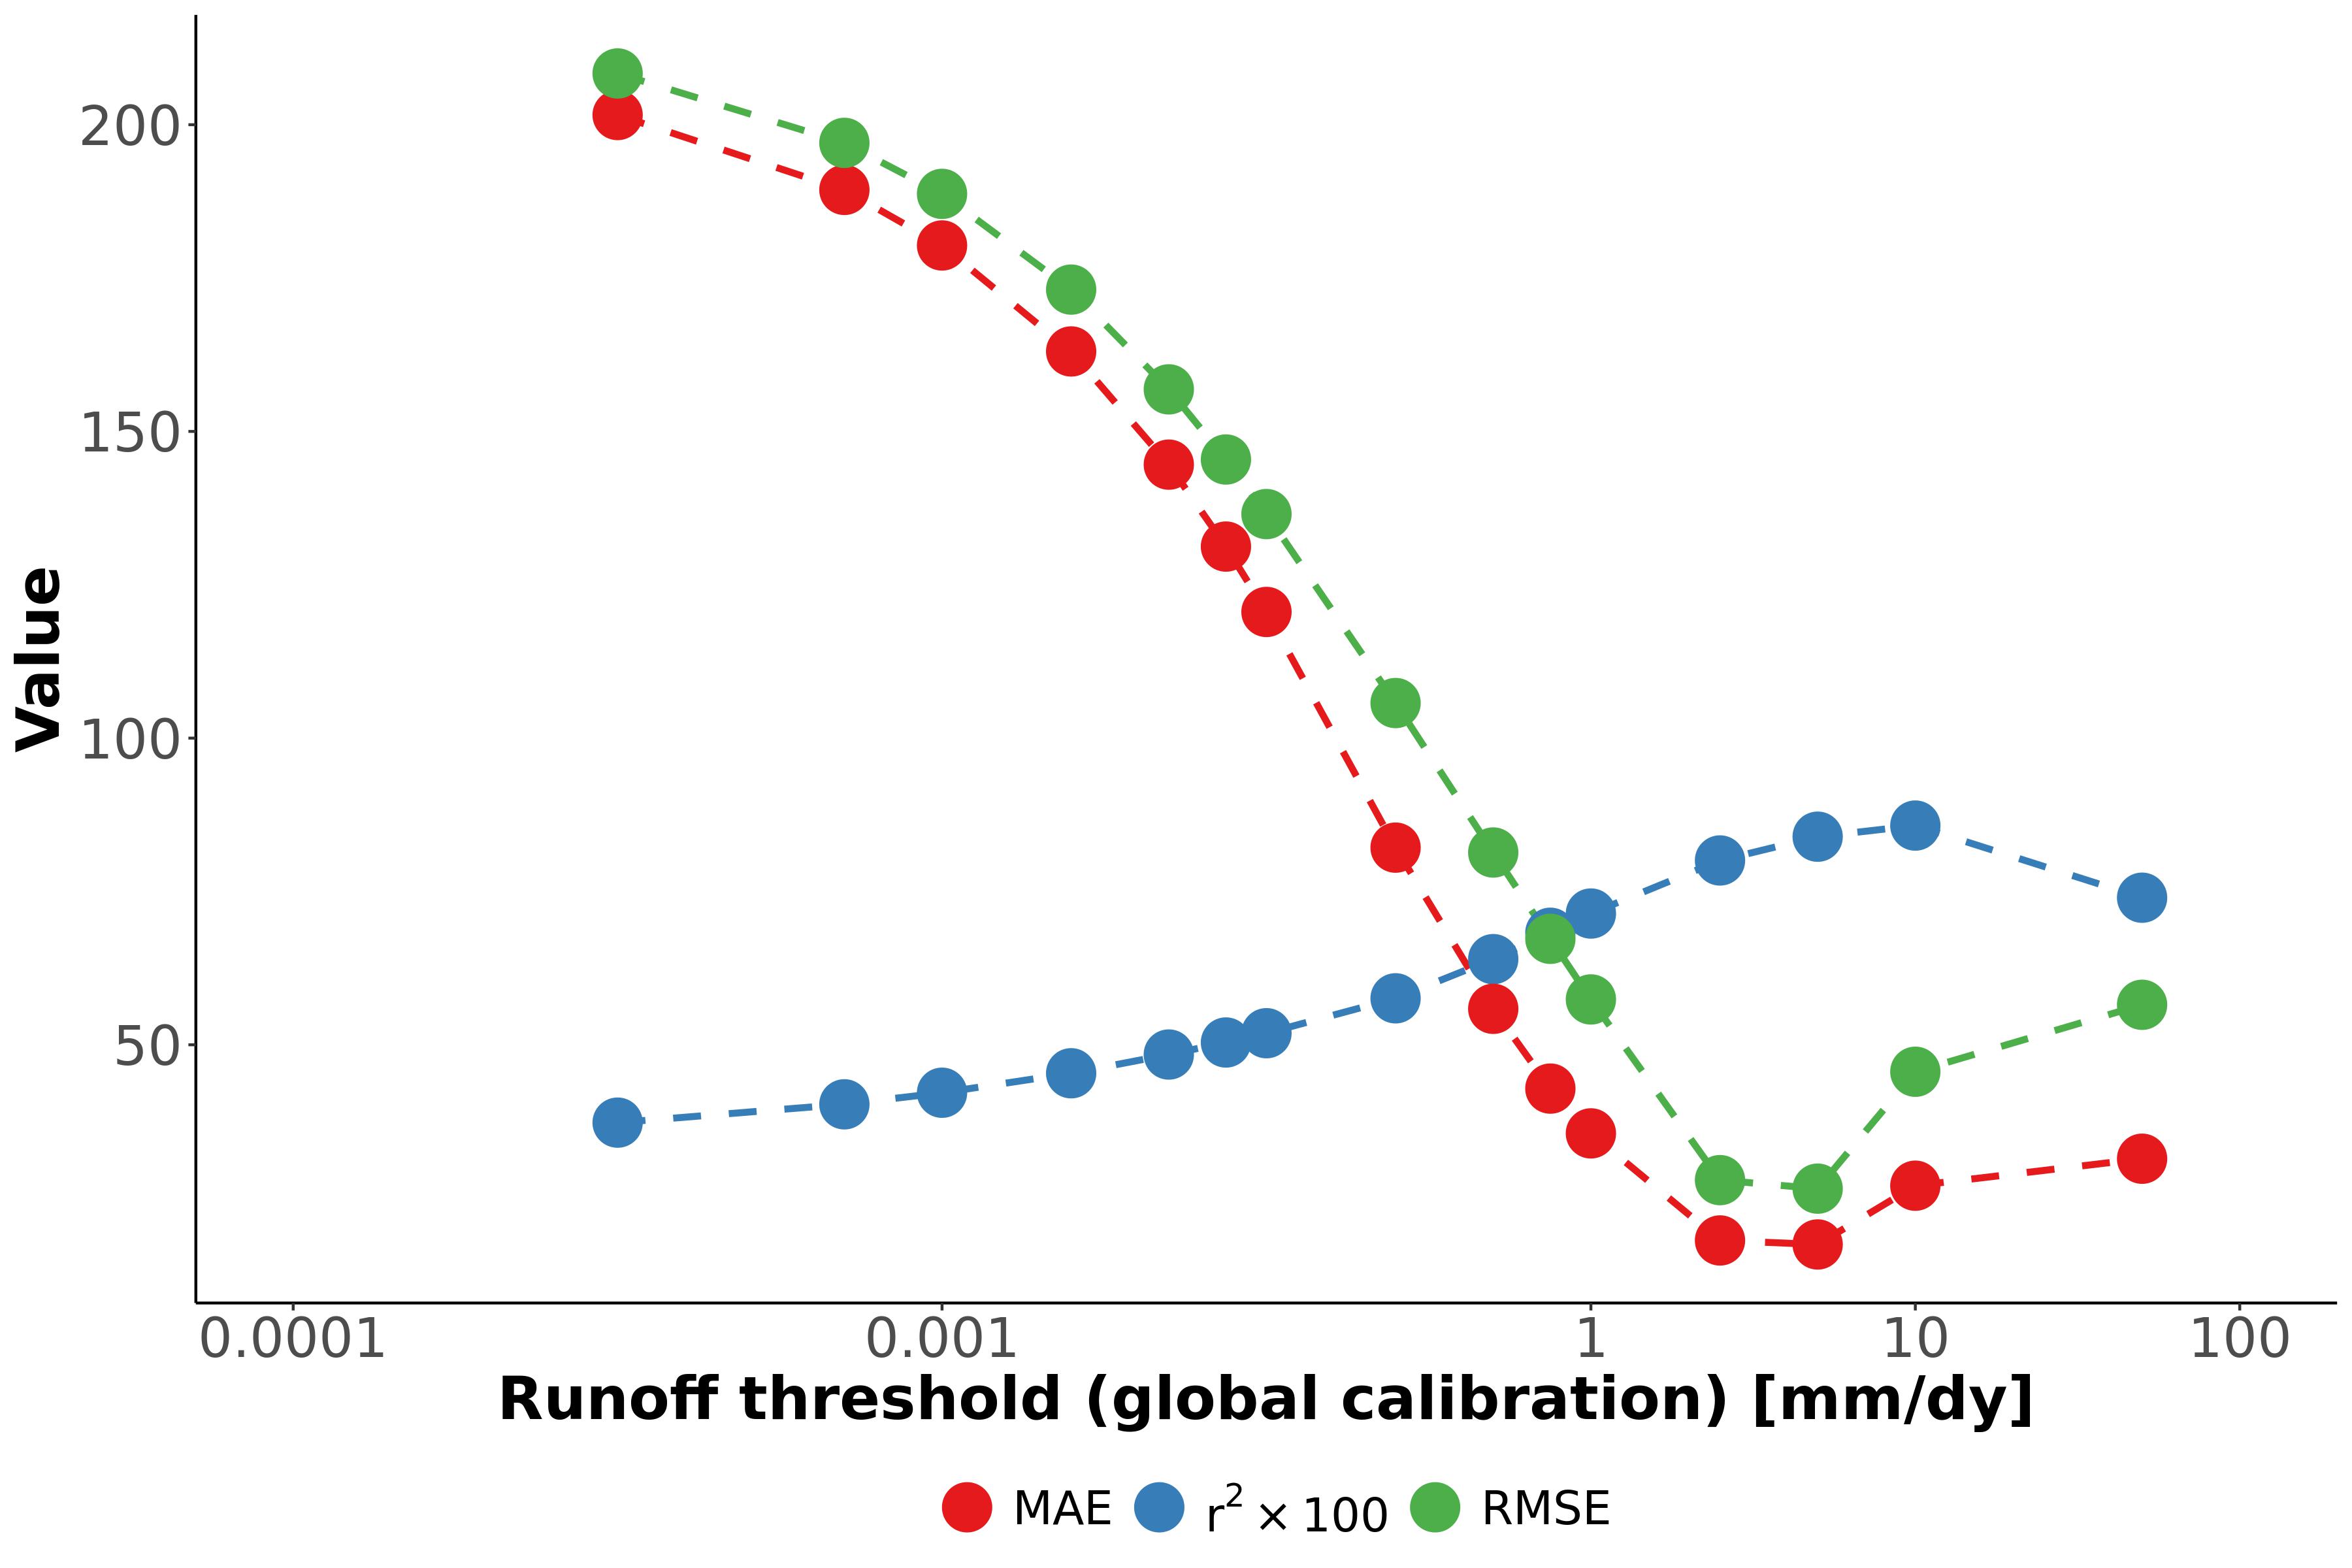 200
150
100
50
Value
0.0001 0.001 1 10 100
Runoff threshold (global calibration) [mm/dy]
MAE r² × 100 RMSE